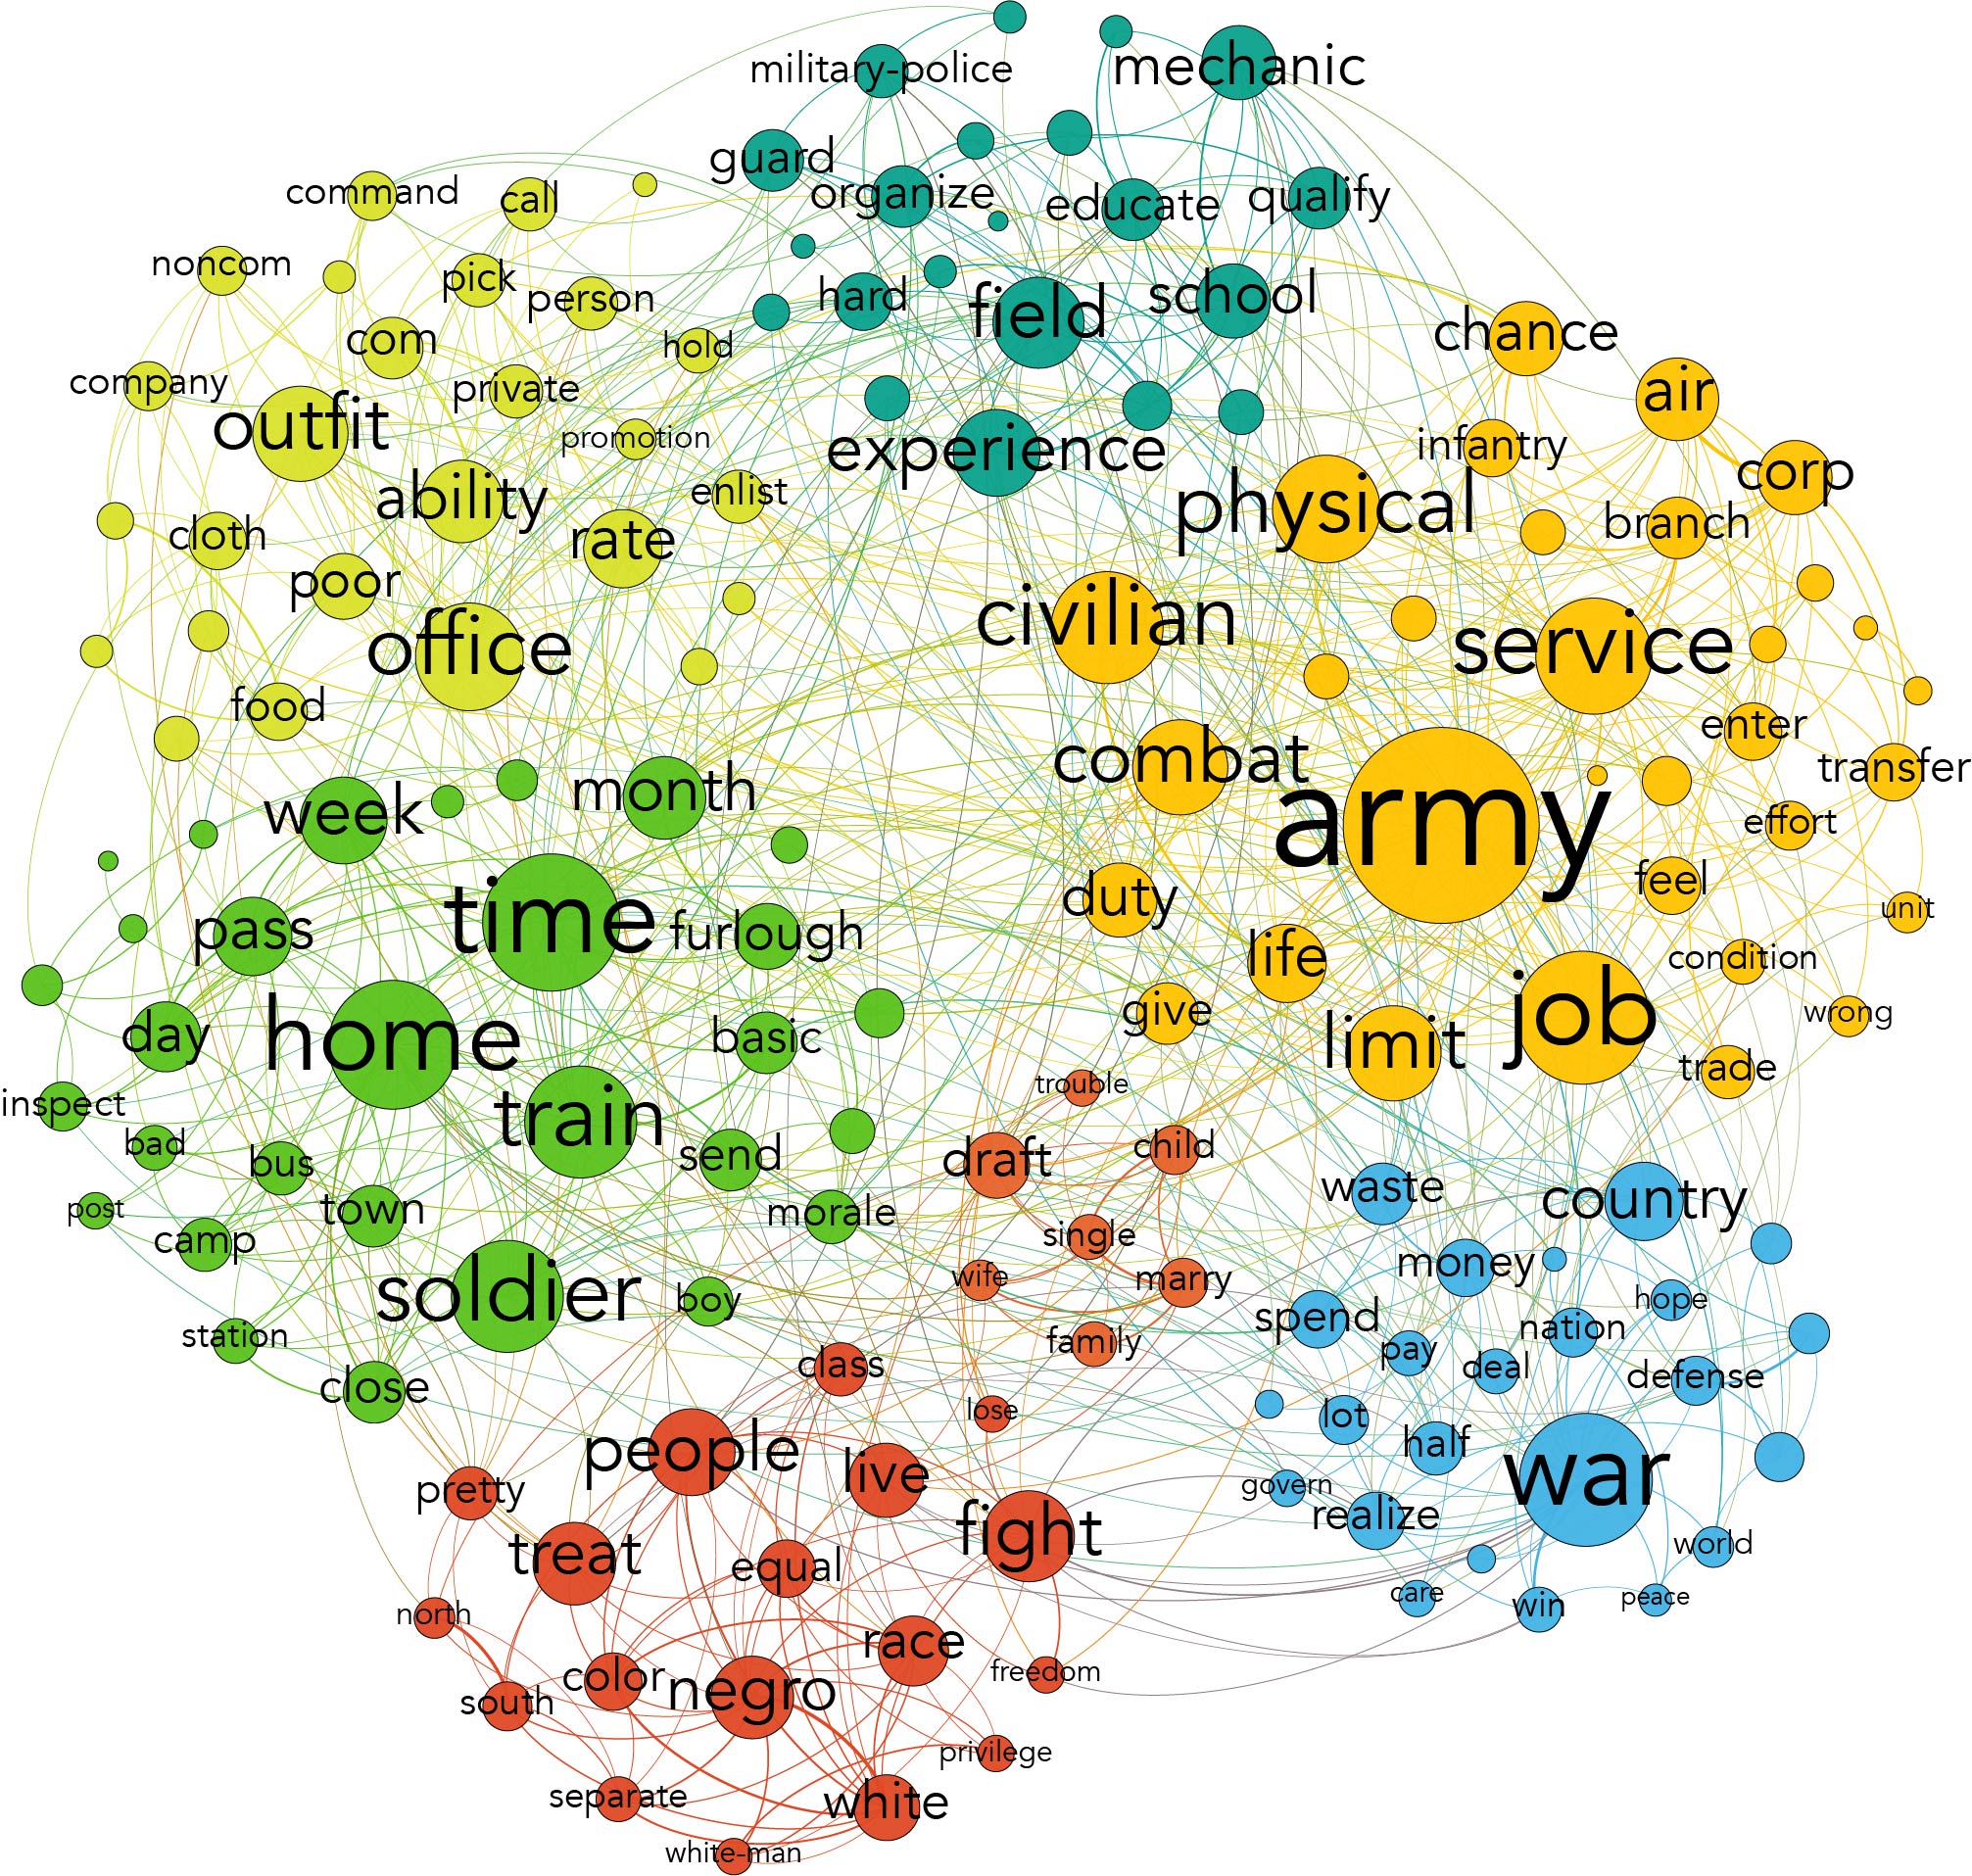 military-police
mechanic
guard
organize
educate
qualify
command
call
noncom
pick
person
hard
field
school
com
hold
chance
company
private
air
outfit
promotion
experience
infantry
corp
ability
enlist
physical
branch
cloth
rate
poor
civilian
office
service
food
enter
combat
transfer
week
month
army
effort
time
duty
feel
pass
furlough
unit
life
condition
day
home
basic
give
limit
job
wrong
trade
inspect
train
trouble
bad
bus
send
draft
child
post
town
morale
waste
country
camp
single
money
soldier
boy
wife
marry
hope
station
spend
nation
family
pay
deal
defense
close
class
lose
lot
half
people
live
war
pretty
govern
realize
treat
equal
fight
world
north
care
win
peace
race
color
negro
freedom
south
privilege
separate
white
white-man